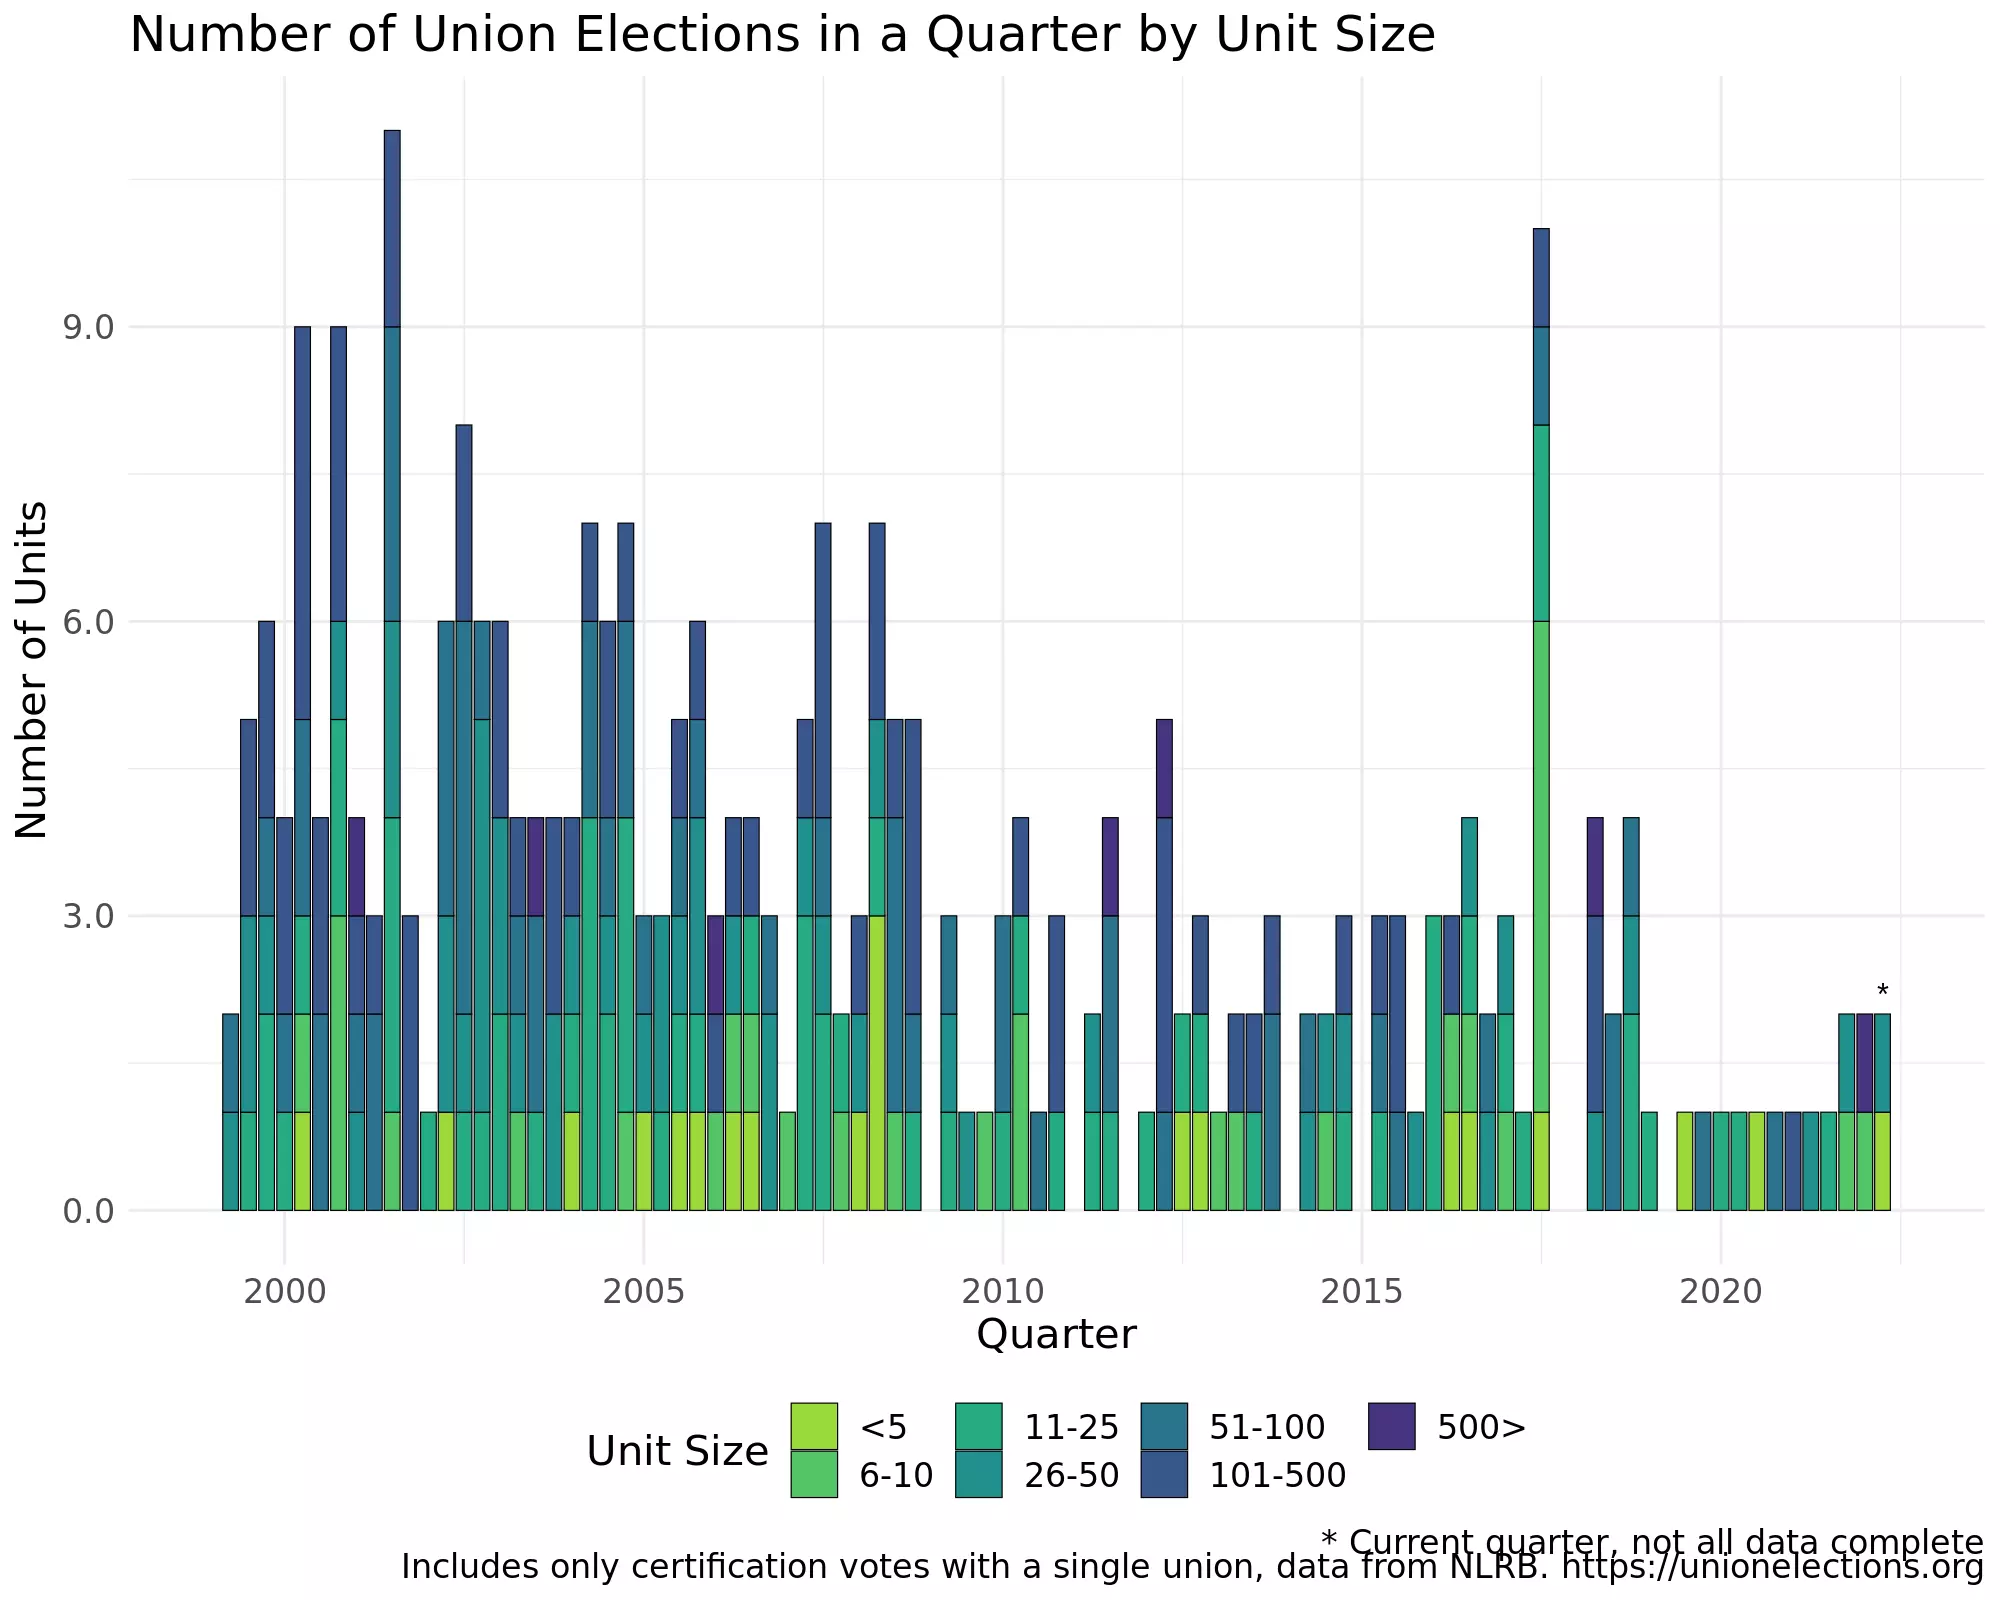 Number of Union Elections in a Quarter by Unit Size
Number of Units
9.0
6.0
3.0
0.0
*
2000 2005 2010 2015 2020
Quarter
Unit Size
<5 11-25 51-100 500>
6-10 26-50 101-500
* Current quarter, not all data complete
Includes only certification votes with a single union, data from NLRB. https://unionelections.org